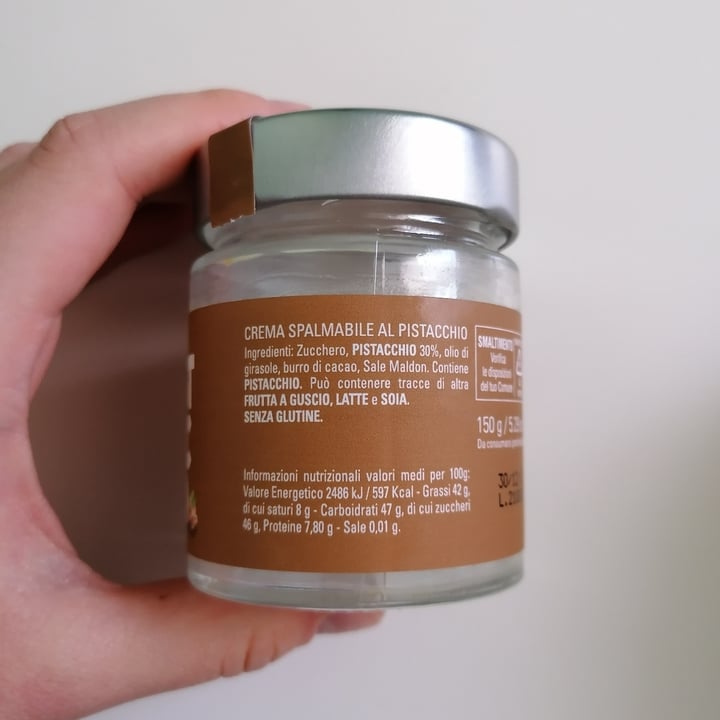 CREMA SPALMABILE AL PISTACCHIO
Ingredienti: Zucchero, PISTACCHIO 30%, olio di
girasole, burro di cacao, Sale Maldon. Contiene
PISTACCHIO. Può contenere tracce di altra
FRUTTA A GUSCIO, LATTE e SOIA.
SENZA GLUTINE.
Informazioni nutrizionali valori medi per 100g:
Valore Energetico 2486 kJ / 597 Kcal - Grassi 42 g,
di cui saturi 8 g - Carboidrati 47 g, di cui zuccheri
46 g, Proteine 7,80 g - Sale 0,01 g.
SMALTIMENTO
Verifica
le disposizioni
del tuo Comune
150 g /
Da consumarsi